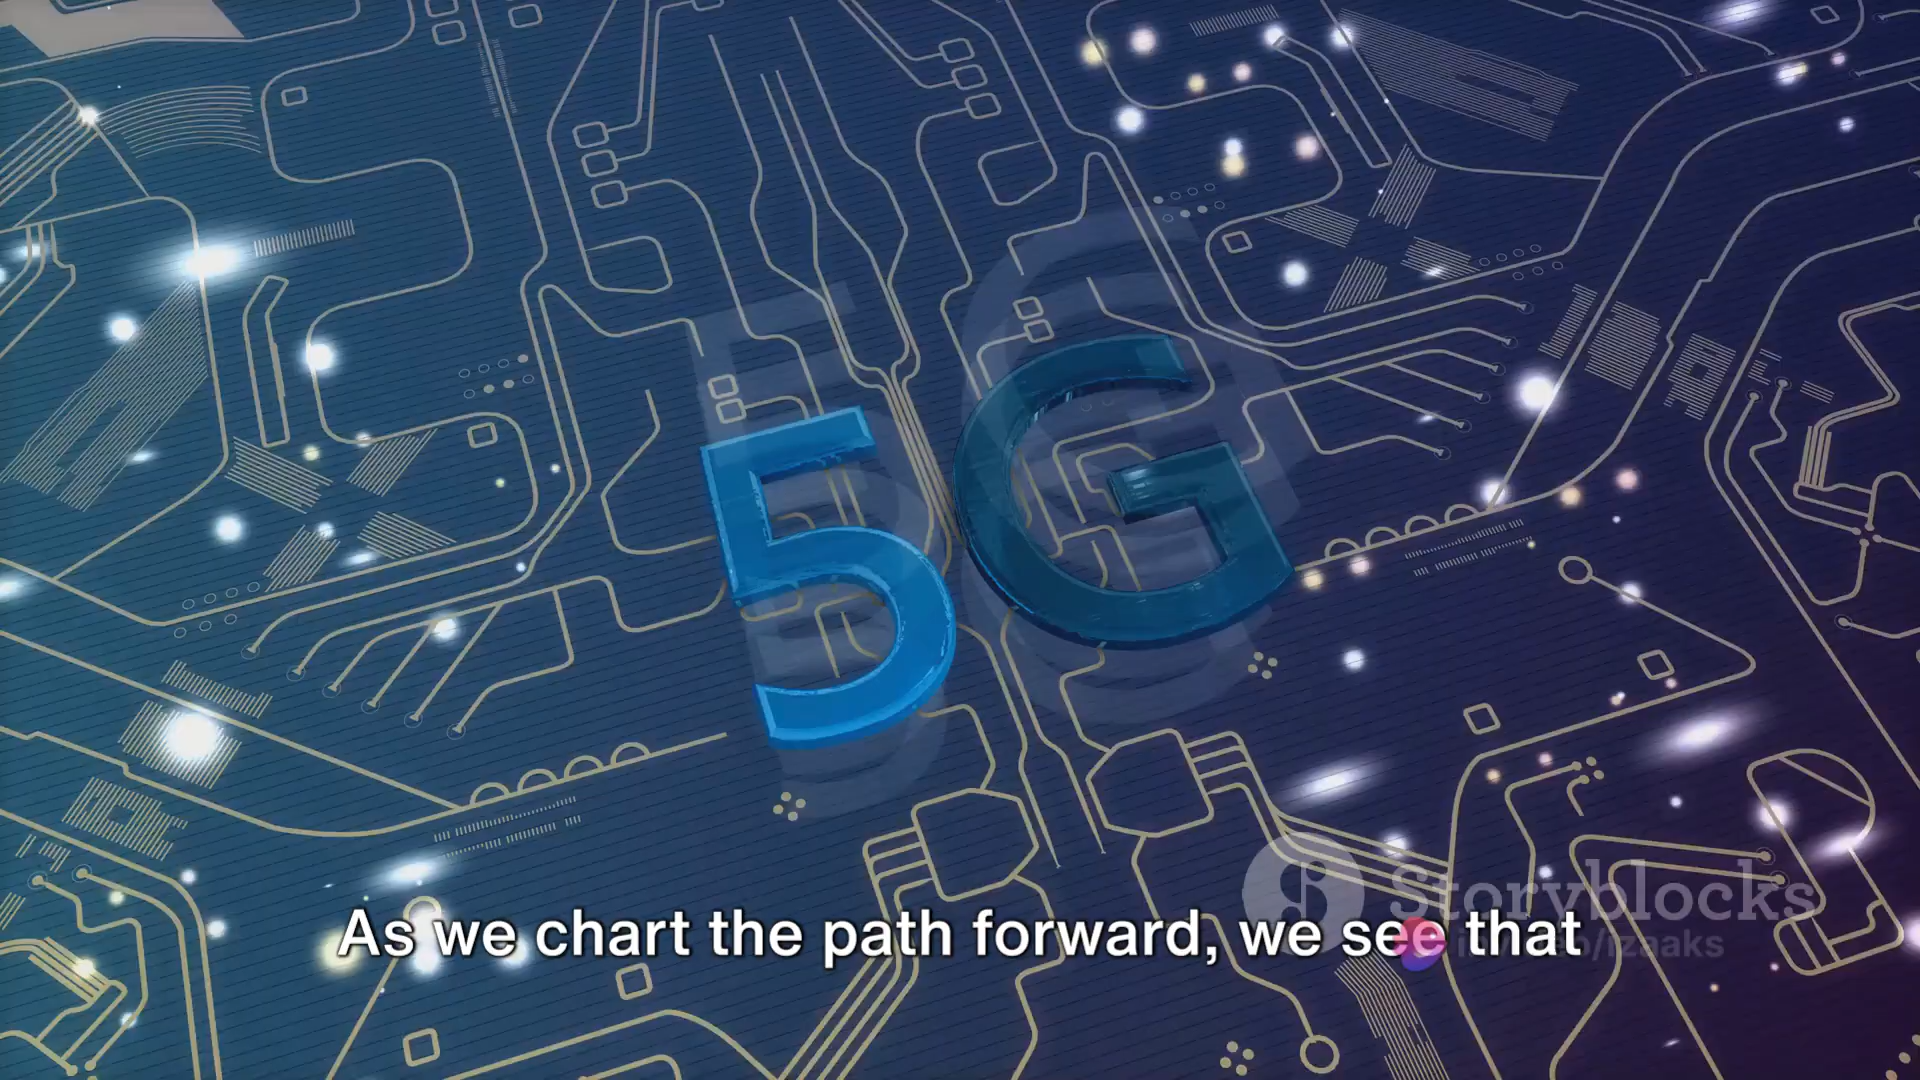 5G
Storyblocks
As we chart the path forward, we see that